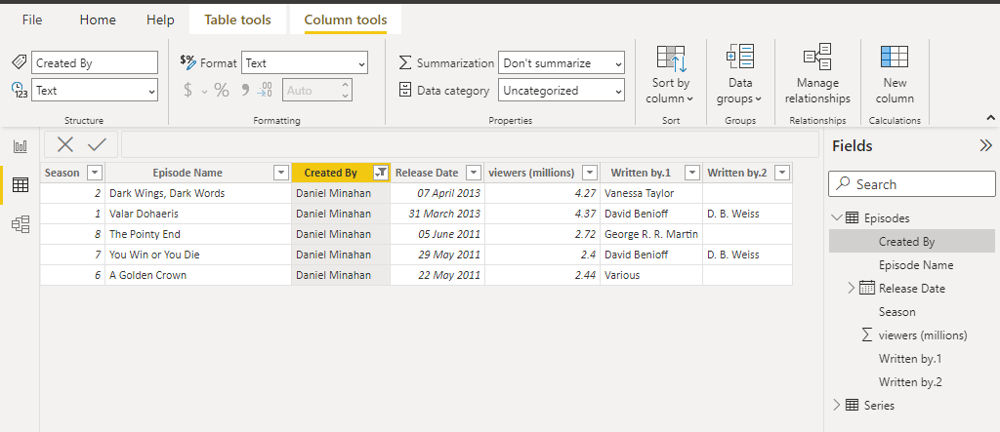 File Home Help Table tools Column tools
Created By $% Format Text Summarization Don't summarize
123 Text $ % 9 .00 .0 Auto Data category Uncategorized
Sort by column Data groups Manage relationships New column
Structure Formatting Properties Sort Groups Relationships Calculations
Season Episode Name Created By Release Date viewers (millions) Written by.1 Written by.2
2 Dark Wings, Dark Words Daniel Minahan 07 April 2013 4.27 Vanessa Taylor
1 Valar Dohaeris Daniel Minahan 31 March 2013 4.37 David Benioff D. B. Weiss
8 The Pointy End Daniel Minahan 05 June 2011 2.72 George R. R. Martin
7 You Win or You Die Daniel Minahan 29 May 2011 2.4 David Benioff D. B. Weiss
6 A Golden Crown Daniel Minahan 22 May 2011 2.44 Various
Fields
Search
Episodes
Created By
Episode Name
Release Date
Season
viewers (millions)
Written by.1
Written by.2
Series